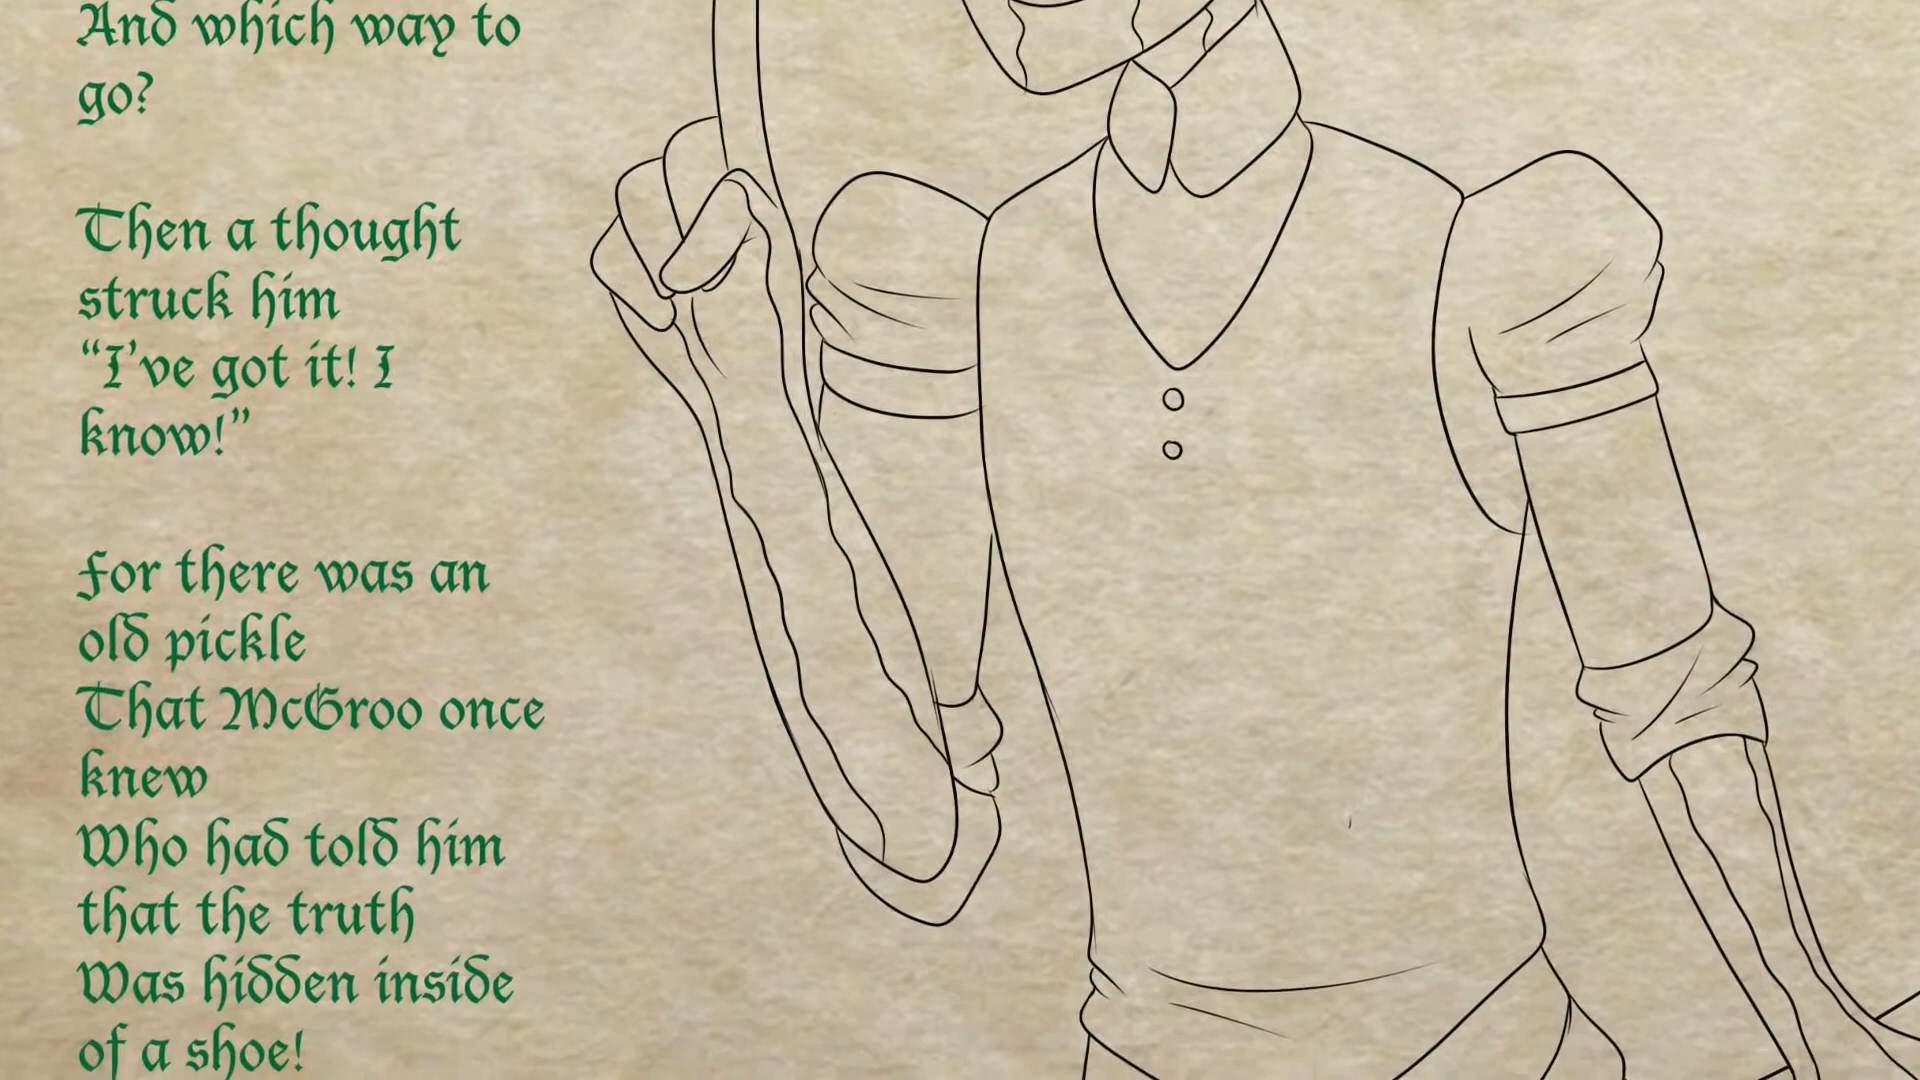 And which way to
go?
Then a thought
struck him
“I’ve got it! I
know!”
For there was an
old pickle
That McGroo once
knew
Who had told him
that the truth
Was hidden inside
of a shoe!